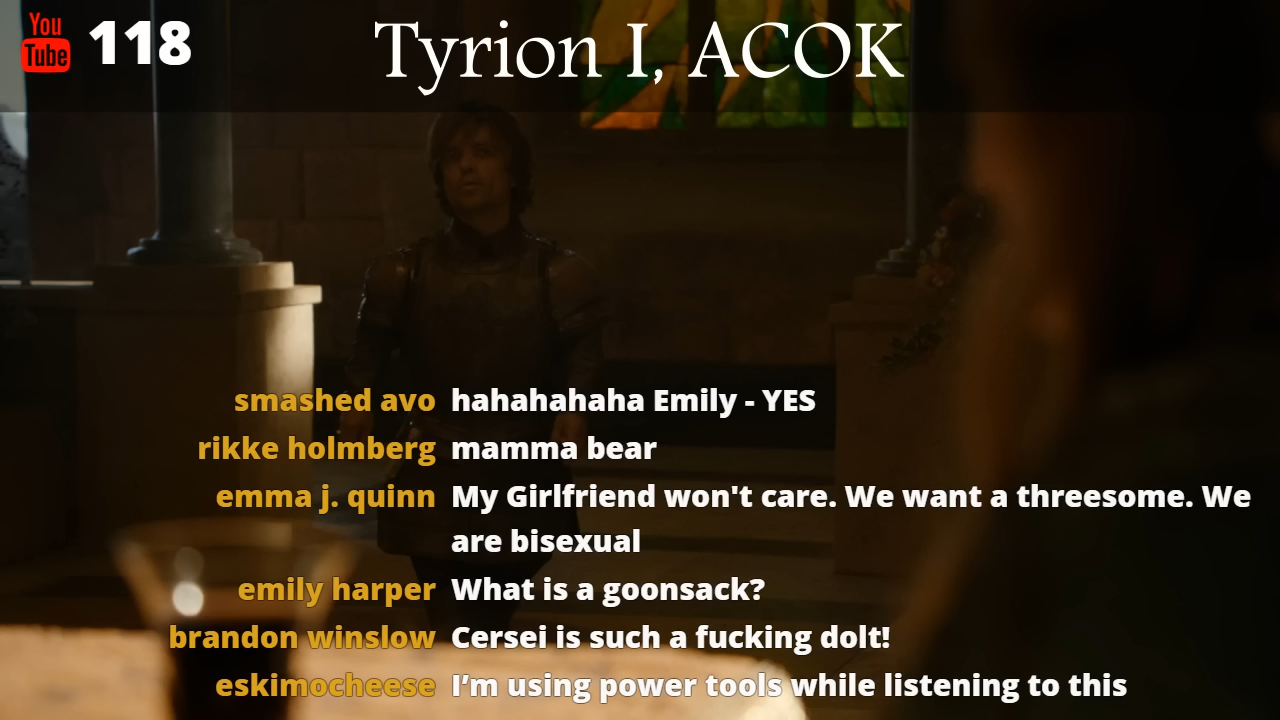 You
Tube
118
Tyrion I, ACOK
smashed avo hahahahaha Emily - YES
rikke holmberg mamma bear
emma j. quinn My Girlfriend won't care. We want a threesome. We
are bisexual
emily harper What is a goonsack?
brandon winslow Cersei is such a fucking dolt!
eskimocheese I’m using power tools while listening to this